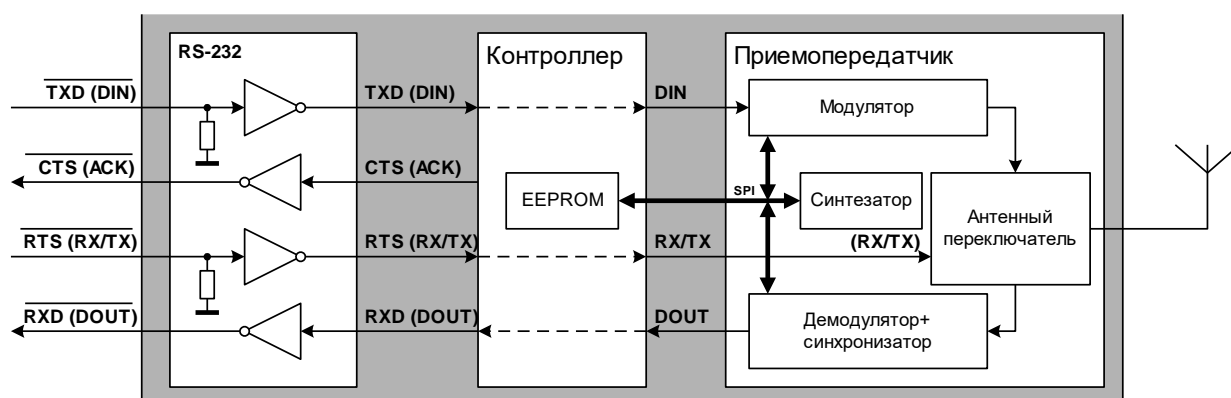 RS-232
Контроллер
Приемопередатчик
TXD (DIN)
TXD (DIN)
DIN
Модулятор
CTS (ACK)
CTS (ACK)
EEPROM
SPI
Синтезатор
Антенный
переключатель
RTS (RX/TX)
RTS (RX/TX)
RX/TX
(RX/TX)
RXD (DOUT)
RXD (DOUT)
DOUT
Демодулятор+
синхронизатор